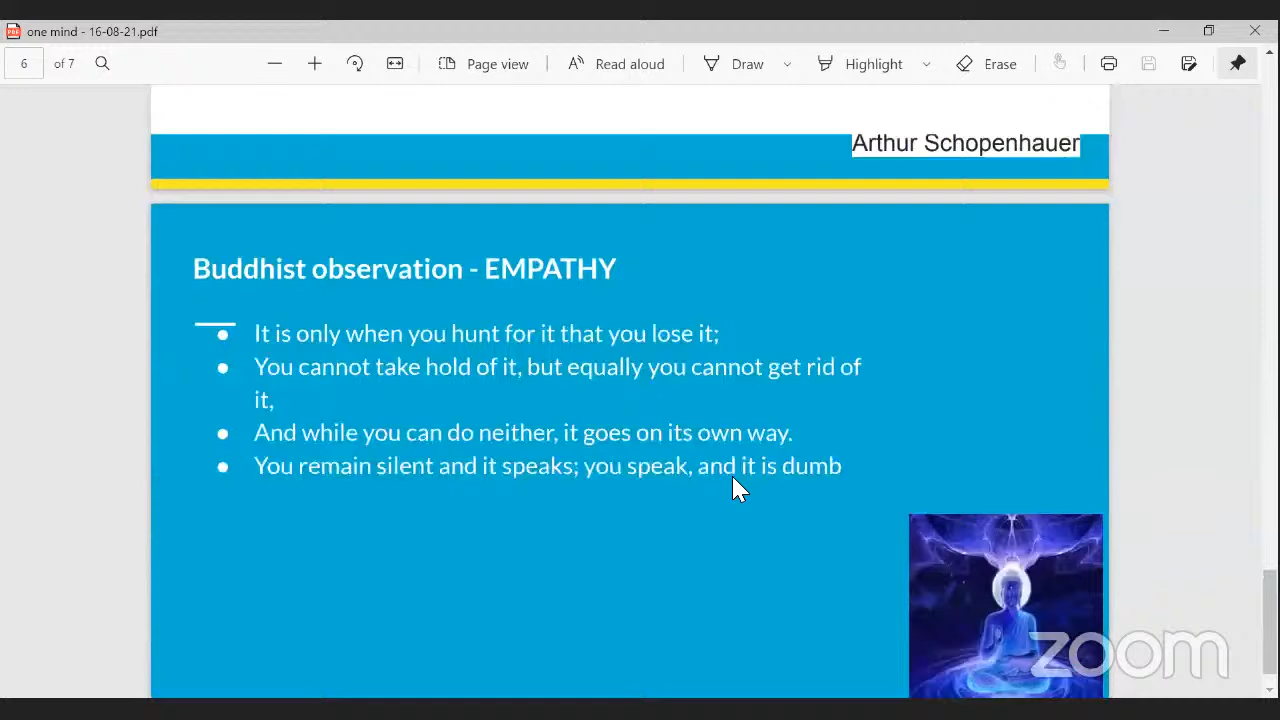 one mind - 16-08-21.pdf
6 of 7 Page view Read aloud Draw Highlight Erase
Arthur Schopenhauer
Buddhist observation - EMPATHY
It is only when you hunt for it that you lose it;
You cannot take hold of it, but equally you cannot get rid of
it,
And while you can do neither, it goes on its own way.
You remain silent and it speaks; you speak, and it is dumb
zoom